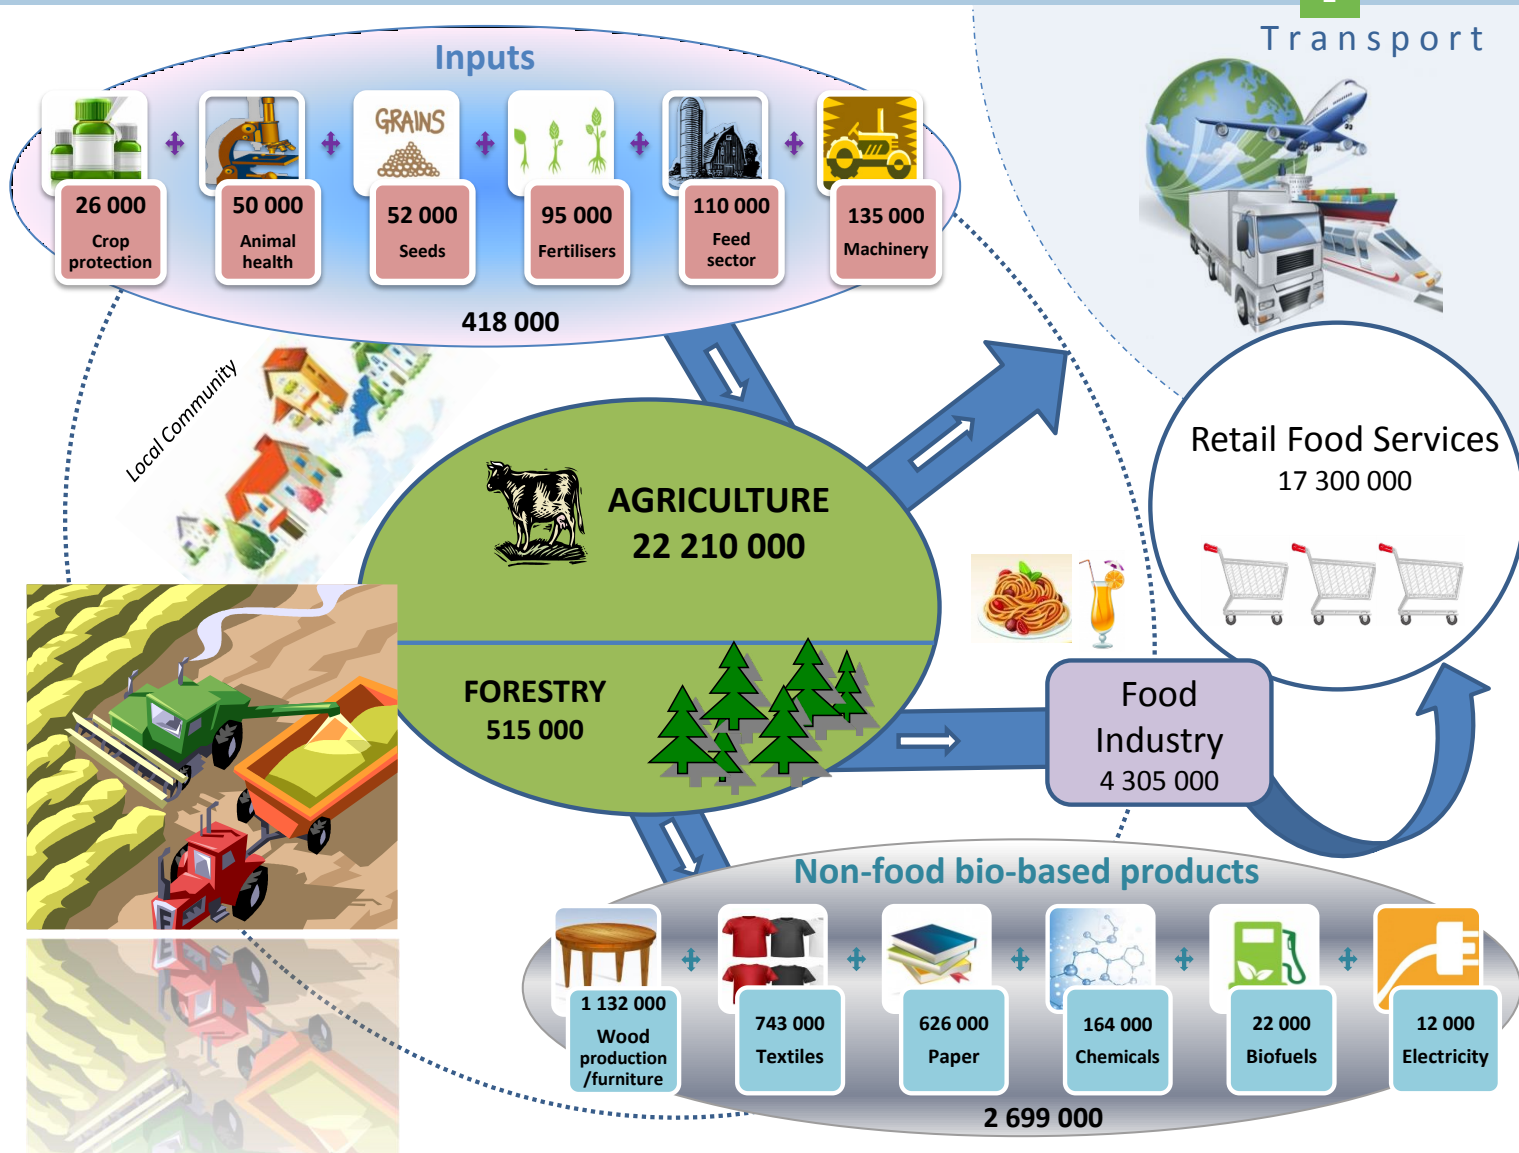 Transport
Inputs
GRAINS
26 000
Crop
protection
50 000
Animal
health
52 000
Seeds
95 000
Fertilisers
110 000
Feed
sector
135 000
Machinery
418 000
Local Community
AGRICULTURE
22 210 000
FORESTRY
515 000
Retail Food Services
17 300 000
Food
Industry
4 305 000
Non-food bio-based products
1 132 000
Wood
production
/furniture
743 000
Textiles
626 000
Paper
164 000
Chemicals
22 000
Biofuels
12 000
Electricity
2 699 000